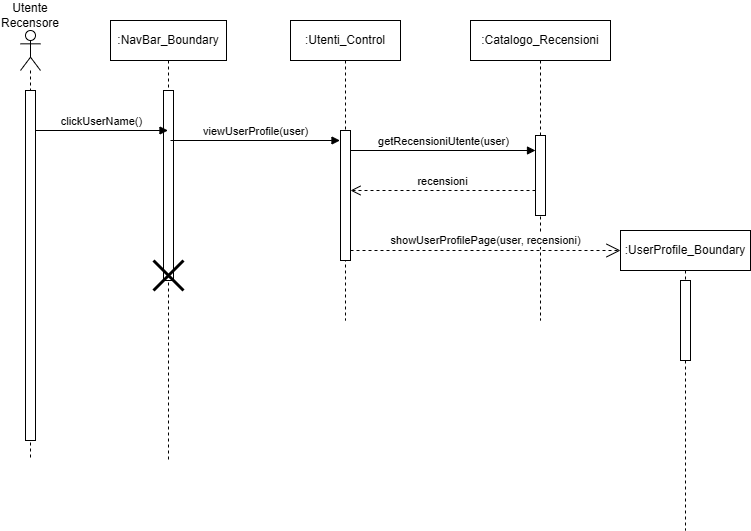 Utente
Recensore
:NavBar_Boundary
:Utenti_Control
:Catalogo_Recensioni
clickUserName()
viewUserProfile(user)
getRecensioniUtente(user)
recensioni
showUserProfilePage(user, recensioni)
:UserProfile_Boundary